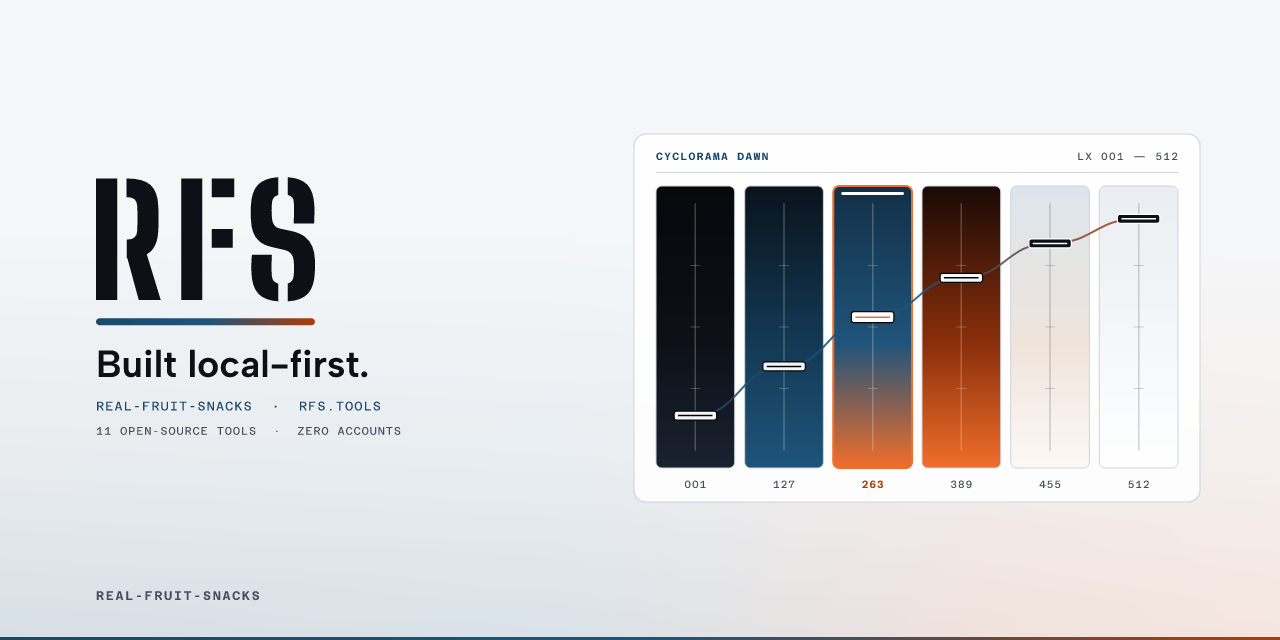 RFS
Built local–first.
REAL-FRUIT-SNACKS · RFS.TOOLS
11 OPEN-SOURCE TOOLS · ZERO ACCOUNTS
REAL-FRUIT-SNACKS
CYCLORAMA DAWN LX 001 — 512
001 127 263 389 455 512